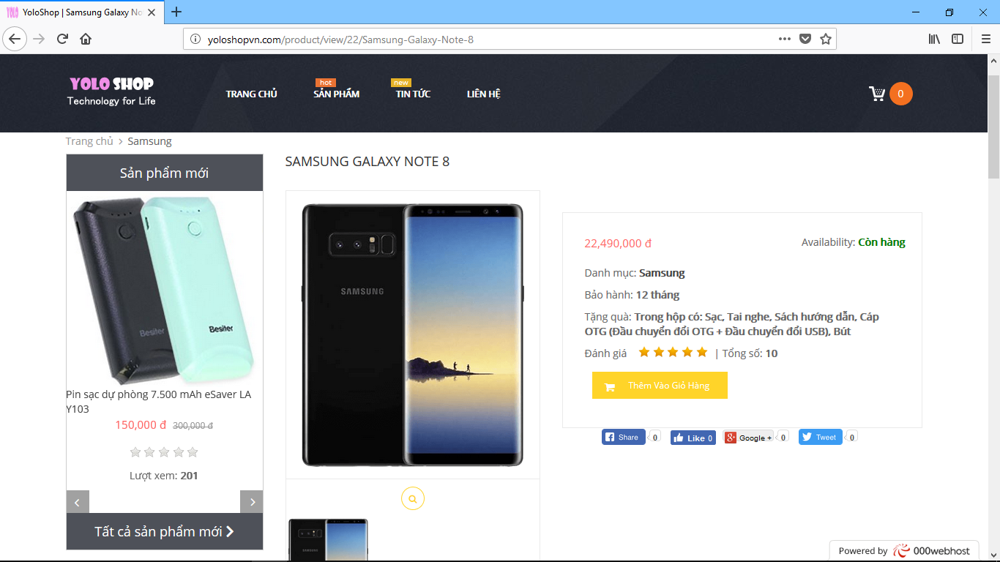 YoloShop | Samsung Galaxy No
yoloshopvn.com/product/view/22/Samsung-Galaxy-Note-8
YOLO SHOP
Technology for Life
TRANG CHỦ
hot
SẢN PHẨM
new
TIN TỨC
LIÊN HỆ
0
Trang chủ > Samsung
Sản phẩm mới
Besiter
Besiter
Pin sạc dự phòng 7.500 mAh eSaver LA
Y103
150,000 đ 300,000 đ
Lượt xem: 201
Tất cả sản phẩm mới
SAMSUNG GALAXY NOTE 8
SAMSUNG
22,490,000 đ
Availability: Còn hàng
Danh mục: Samsung
Bảo hành: 12 tháng
Tặng quà: Trong hộp có: Sạc, Tai nghe, Sách hướng dẫn, Cáp
OTG (Đầu chuyển đổi OTG + Đầu chuyển đổi USB), Bút
Đánh giá | Tổng số: 10
Thêm Vào Giỏ Hàng
Share 0
Like 0
Google + 0
Tweet 0
Powered by 000webhost